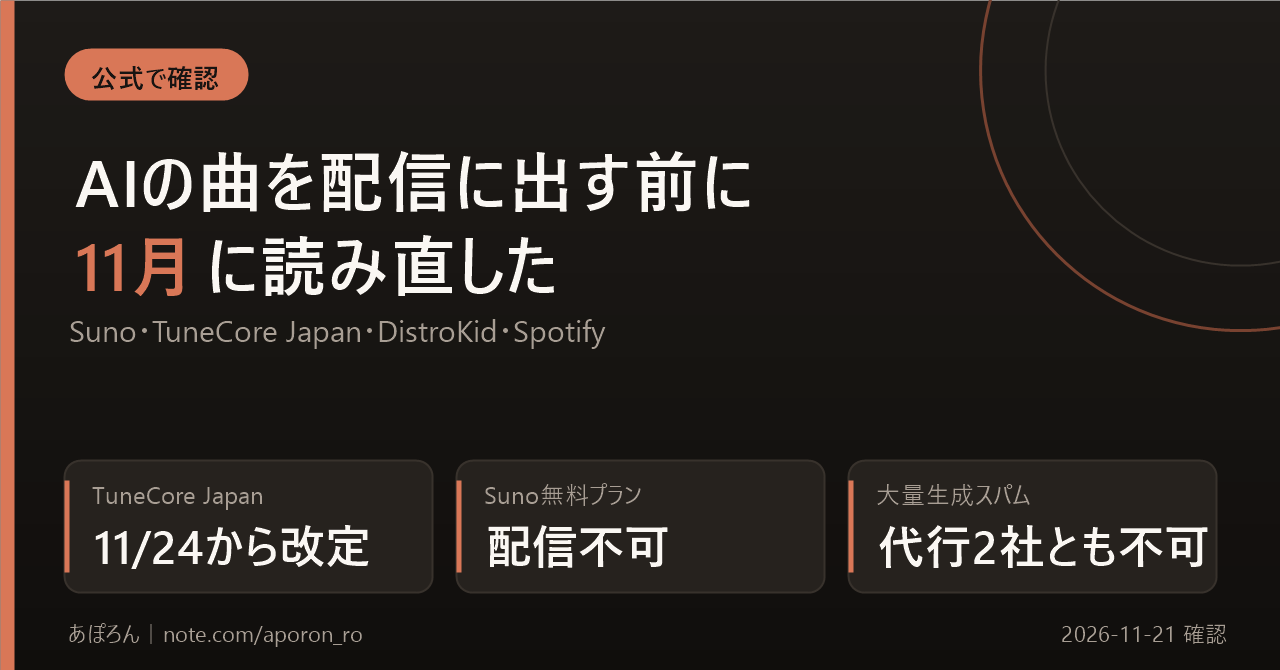 公式で確認
AIの曲を配信に出す前に
11月 に読み直した
Suno・TuneCore Japan・DistroKid・Spotify
TuneCore Japan
11/24から改定
Suno無料プラン
配信不可
大量生成スパム
代行2社とも不可
あぽろん｜note.com/aporon_ro
2026-11-21 確認